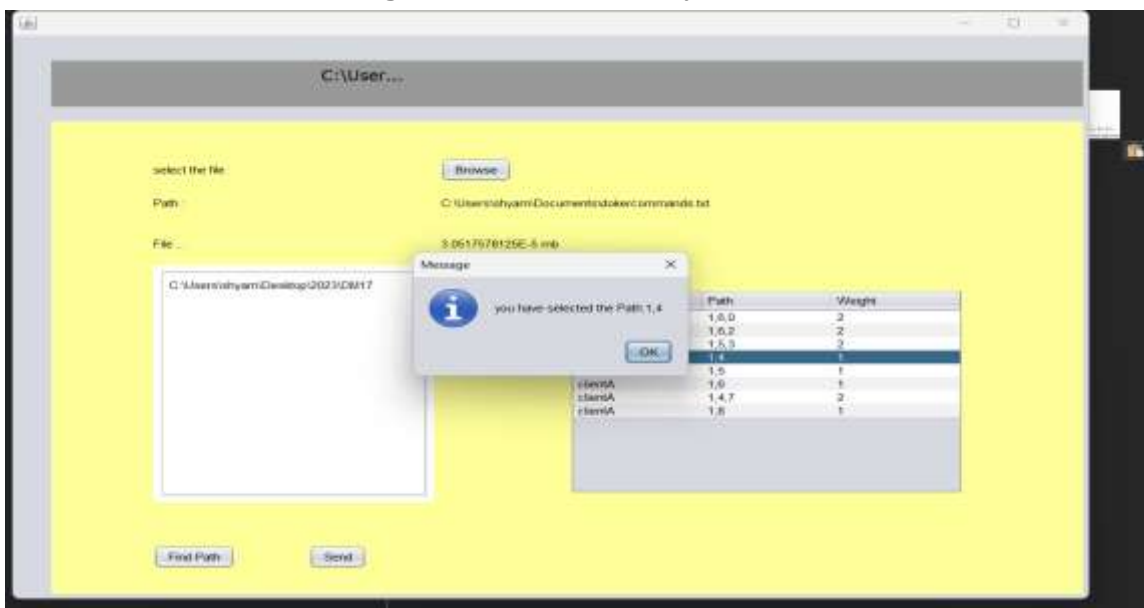 C:\User...
select the file
Browse
Path
C:\Users\shyam\Documents\dokercommands.txt
File ..
3.0517578125E-5 mb
Message
C:\Users\shyam\Desktop\2023\DM17
you have selected the Path:1,4
OK
Path Weight
1,6,0 2
1,6,2 2
1,5,3 2
1,4 1
1,5 1
clientA 1,6 1
clientA 1,4,7 2
clientA 1,8 1
Find Path
Send